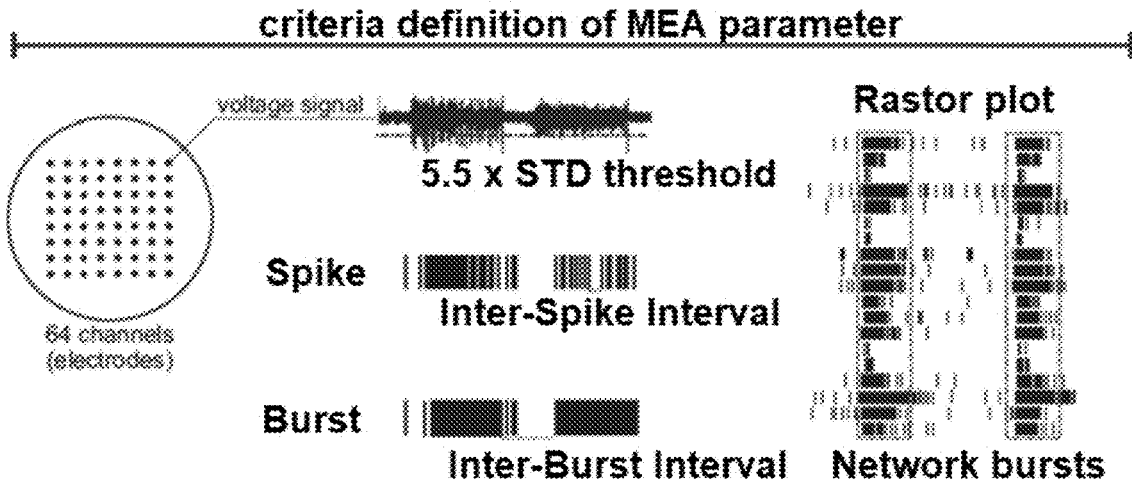 criteria definition of MEA parameter
voltage signal
5.5 x STD threshold
Rastor plot
64 channels
(electrodes)
Spike
Inter-Spike Interval
Burst
Inter-Burst Interval
Network bursts